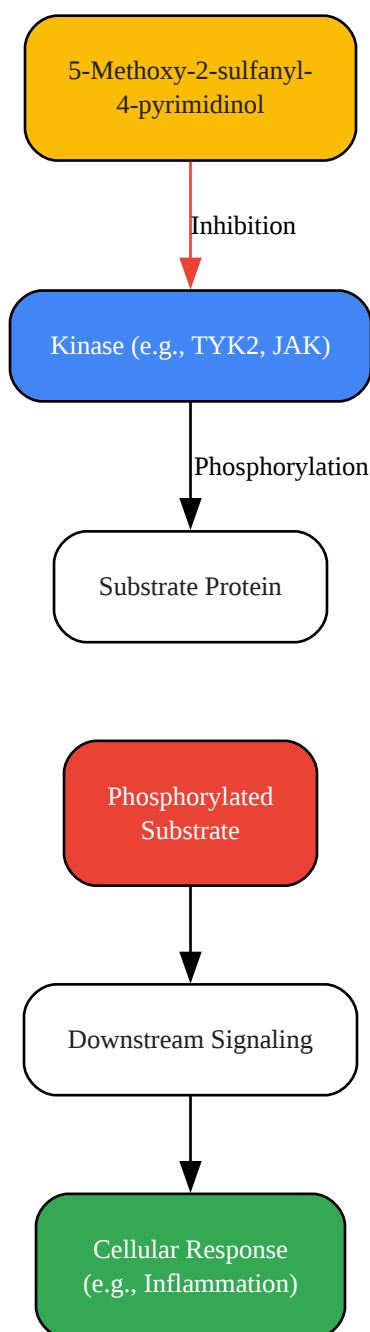 5-Methoxy-2-sulfanyl-
4-pyrimidinol
Inhibition
Kinase (e.g., TYK2, JAK)
Phosphorylation
Substrate Protein
Phosphorylated
Substrate
Downstream Signaling
Cellular Response
(e.g., Inflammation)